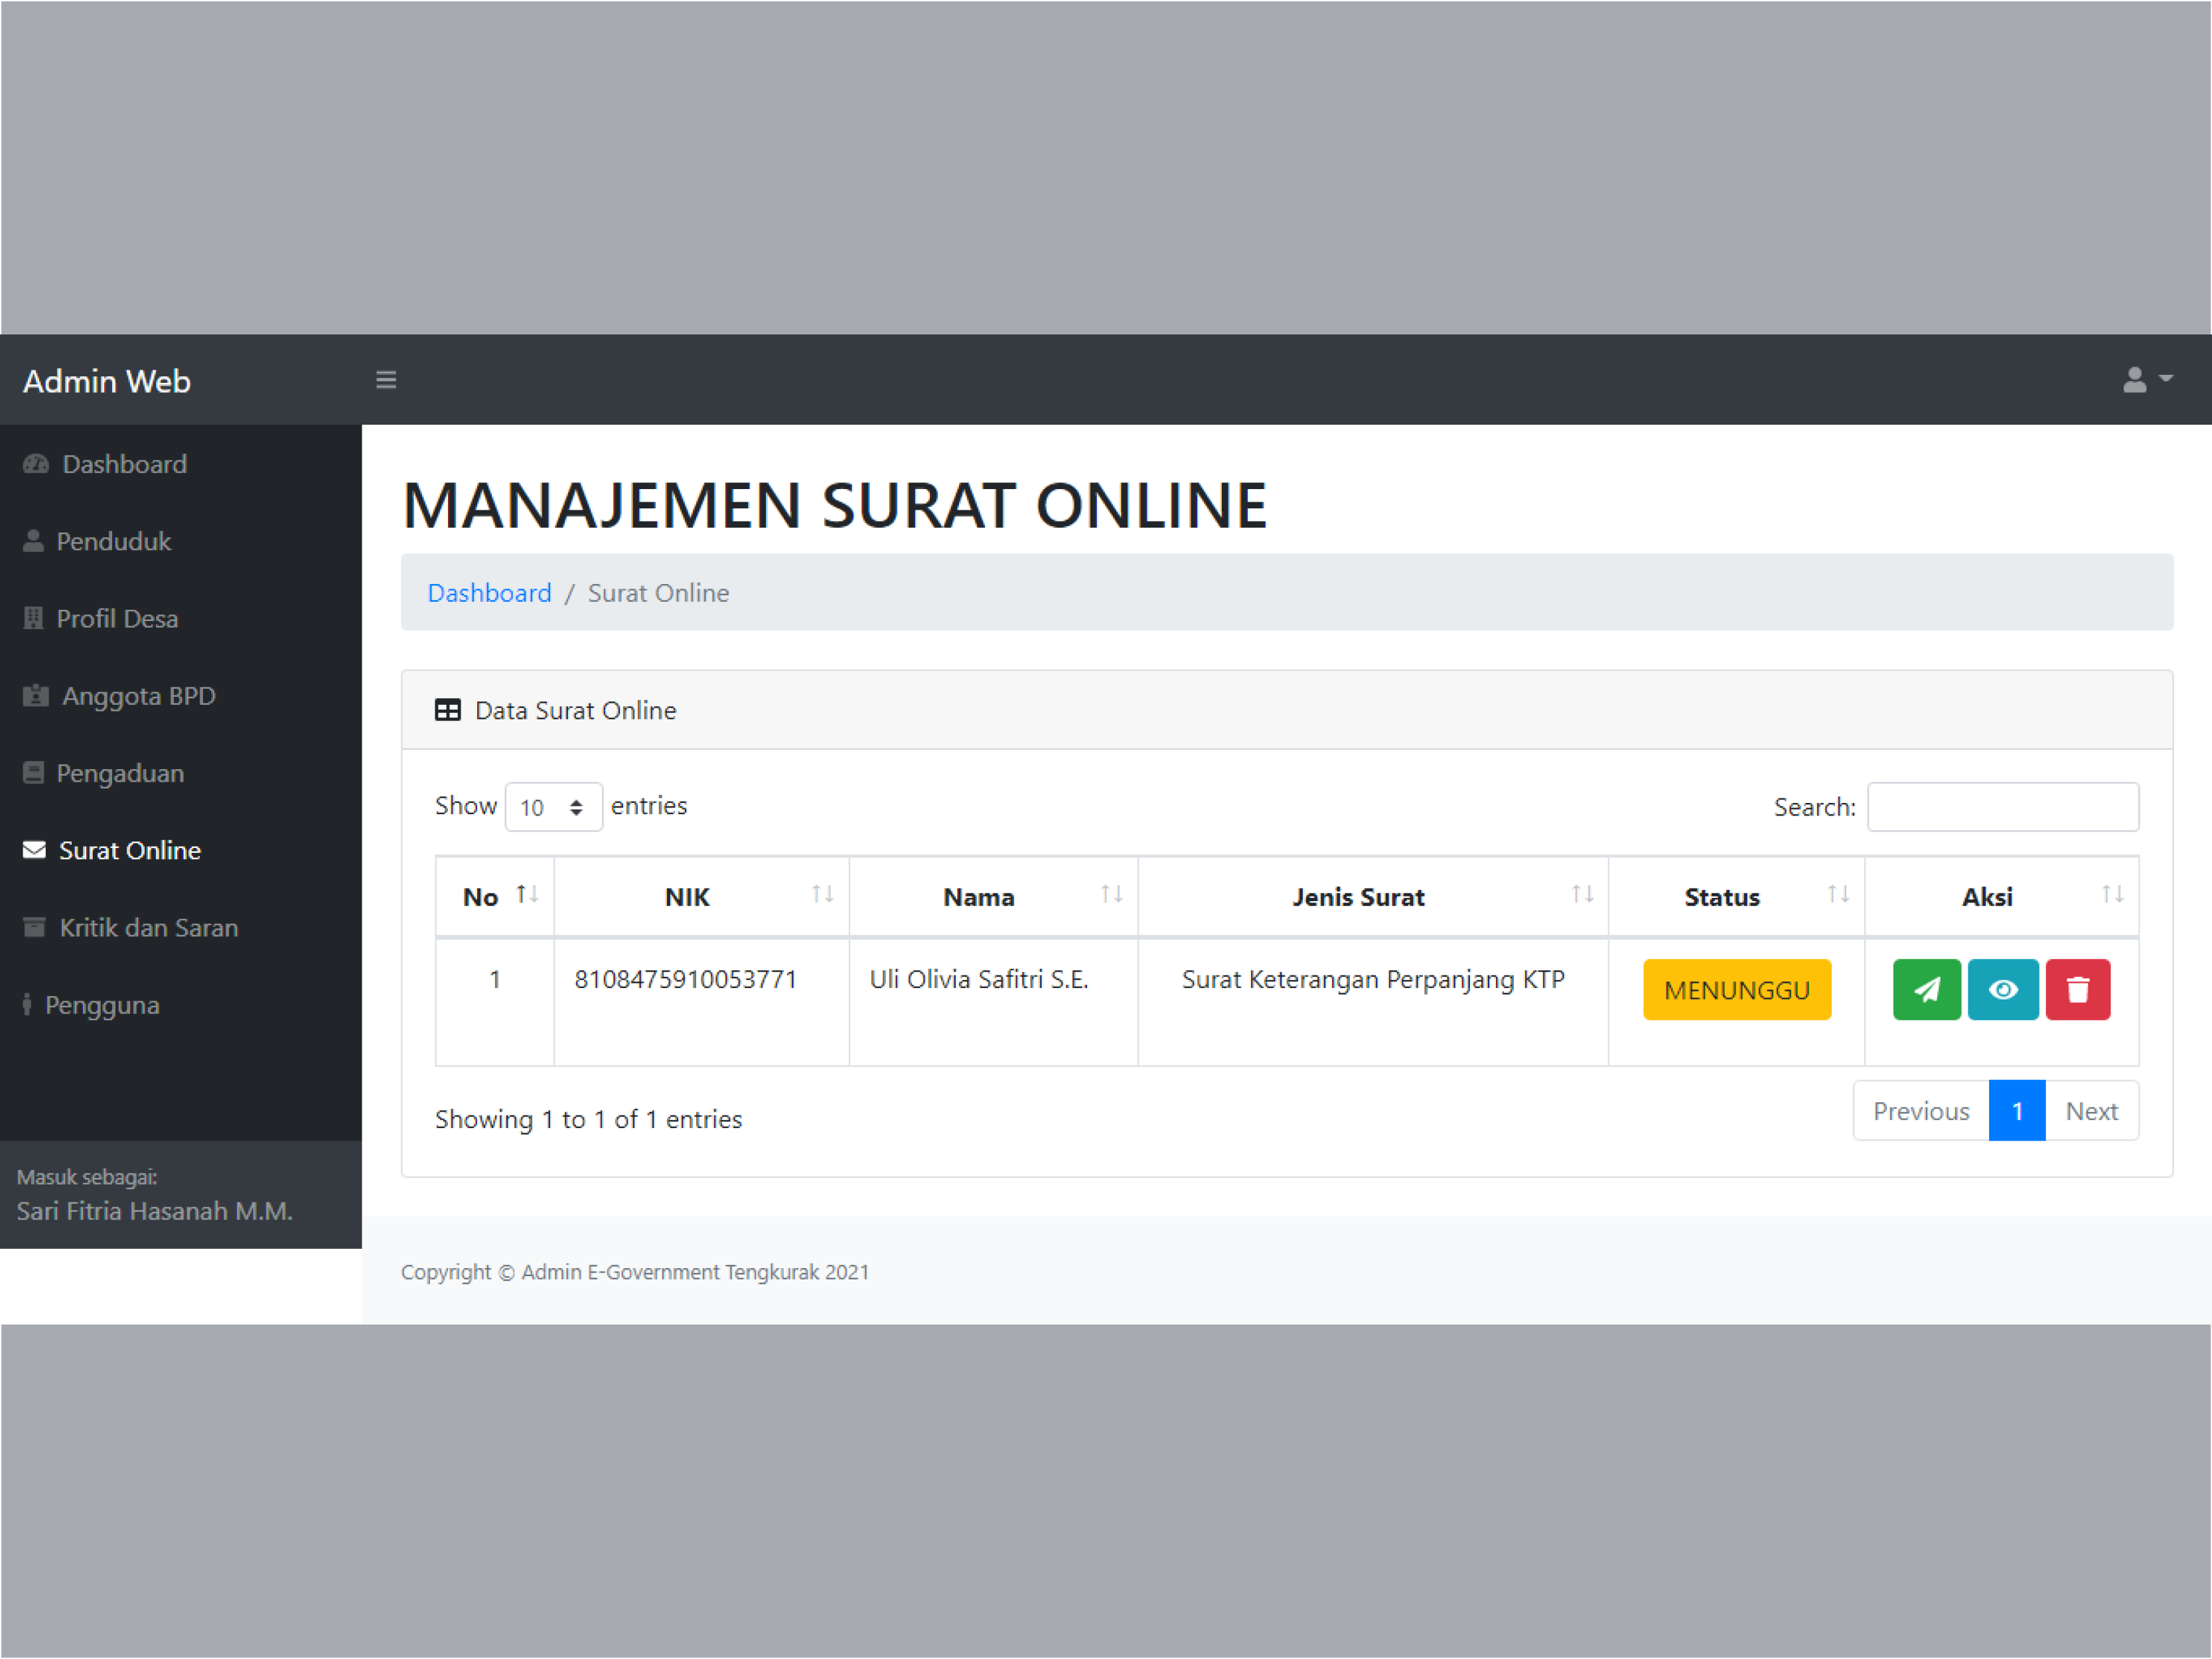 Admin Web
Dashboard
Penduduk
Profil Desa
Anggota BPD
Pengaduan
Surat Online
Kritik dan Saran
Pengguna
Masuk sebagai:
Sari Fitria Hasanah M.M.
MANAJEMEN SURAT ONLINE
Dashboard / Surat Online
Data Surat Online
Show 10 entries Search:
No NIK Nama Jenis Surat Status Aksi
1 8108475910053771 Uli Olivia Safitri S.E. Surat Keterangan Perpanjang KTP MENUNGGU
Showing 1 to 1 of 1 entries Previous 1 Next
Copyright © Admin E-Government Tengkurak 2021